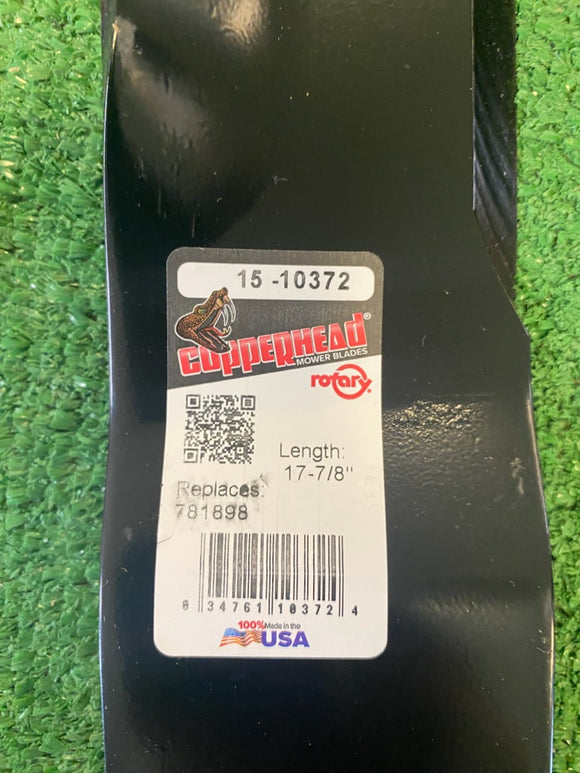 15 -10372
COPPERHEAD®
MOWER BLADES
rotary®
Length:
17-7/8"
Replaces:
781898
0 34761 10372 4
100% Made in the
USA